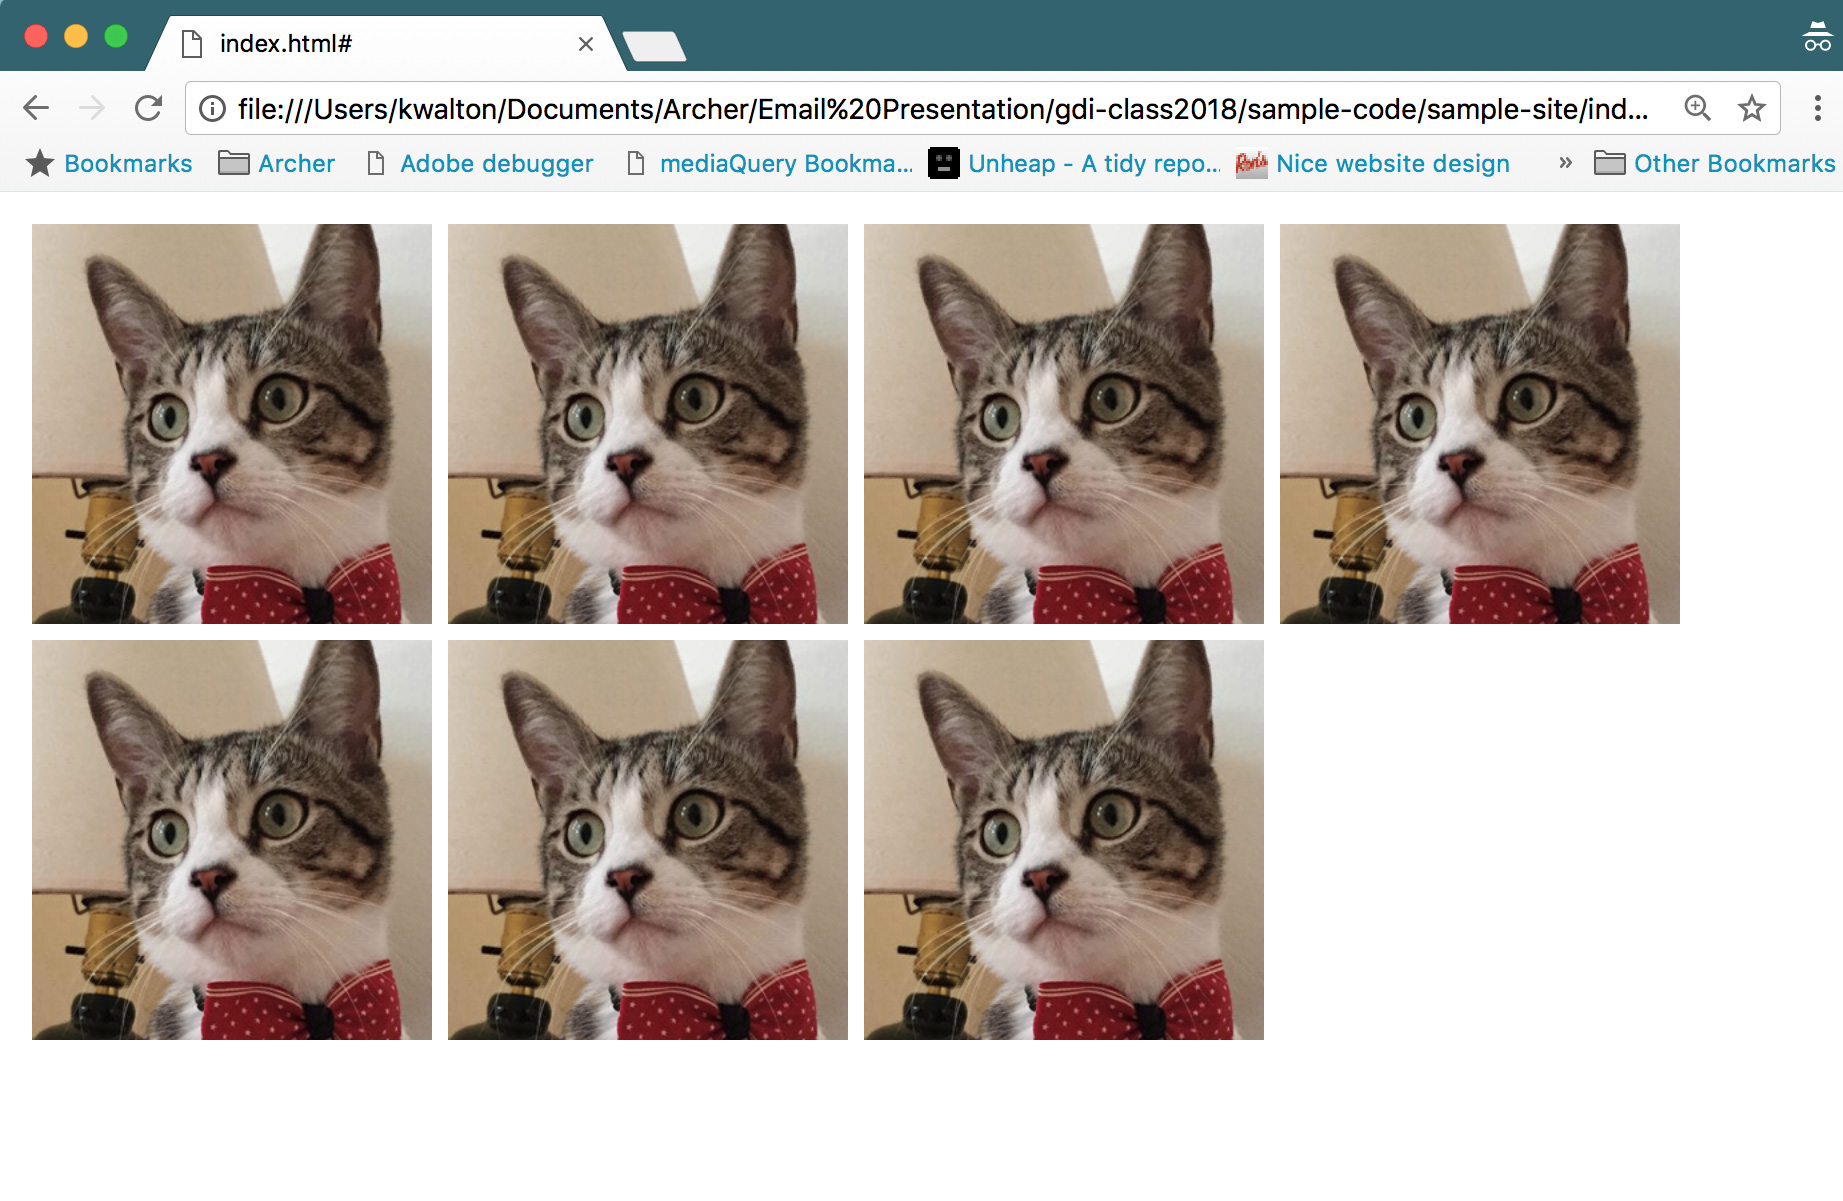 index.html#
file:///Users/kwalton/Documents/Archer/Email%20Presentation/gdi-class2018/sample-code/sample-site/ind...
Bookmarks Archer Adobe debugger mediaQuery Bookma... Unheap - A tidy repo... Nice website design » Other Bookmarks